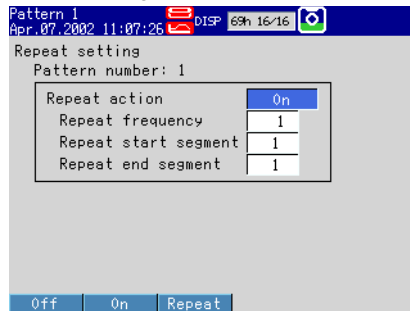 Pattern 1
Apr.07.2002 11:07:26 DISP 69h 16/16
Repeat setting
Pattern number: 1
Repeat action On
Repeat frequency 1
Repeat start segment 1
Repeat end segment 1
Off On Repeat